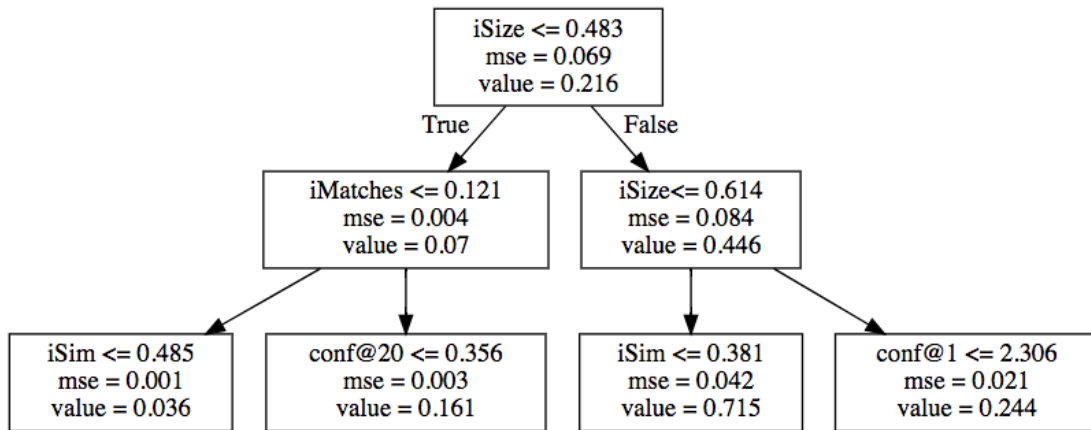 iSize <= 0.483
mse = 0.069
value = 0.216
True
False
iMatches <= 0.121
mse = 0.004
value = 0.07
iSize<= 0.614
mse = 0.084
value = 0.446
iSim <= 0.485
mse = 0.001
value = 0.036
conf@20 <= 0.356
mse = 0.003
value = 0.161
iSim <= 0.381
mse = 0.042
value = 0.715
conf@1 <= 2.306
mse = 0.021
value = 0.244